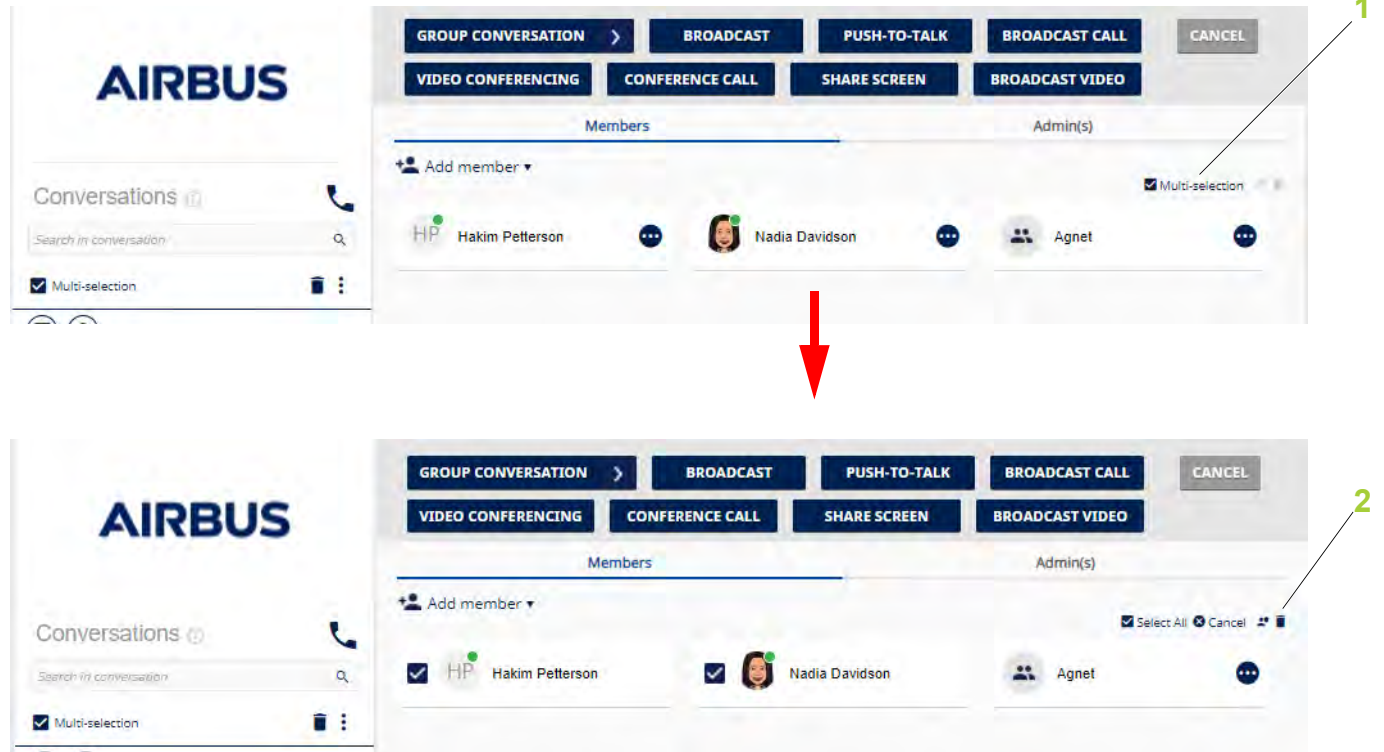 1
GROUP CONVERSATION BROADCAST PUSH-TO-TALK BROADCAST CALL CANCEL
AIRBUS
VIDEO CONFERENCING CONFERENCE CALL SHARE SCREEN BROADCAST VIDEO
Members Admin(s)
Add member
Multi-selection
Conversations
HP Hakim Petterson Nadia Davidson Agnet
Search in conversation
Multi-selection
GROUP CONVERSATION BROADCAST PUSH-TO-TALK BROADCAST CALL CANCEL
2
AIRBUS
VIDEO CONFERENCING CONFERENCE CALL SHARE SCREEN BROADCAST VIDEO
Members Admin(s)
Add member
Select All Cancel
Conversations
HP Hakim Petterson Nadia Davidson Agnet
Search in conversation
Multi-selection